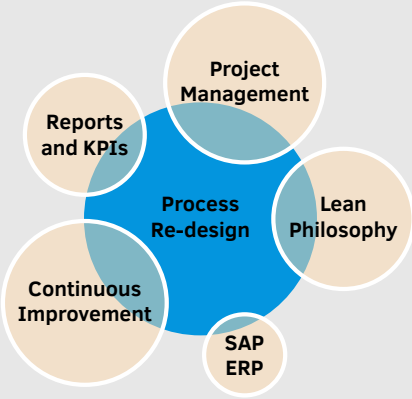 Project
Management
Reports
and KPIs
Process
Re-design
Lean
Philosophy
Continuous
Improvement
SAP
ERP